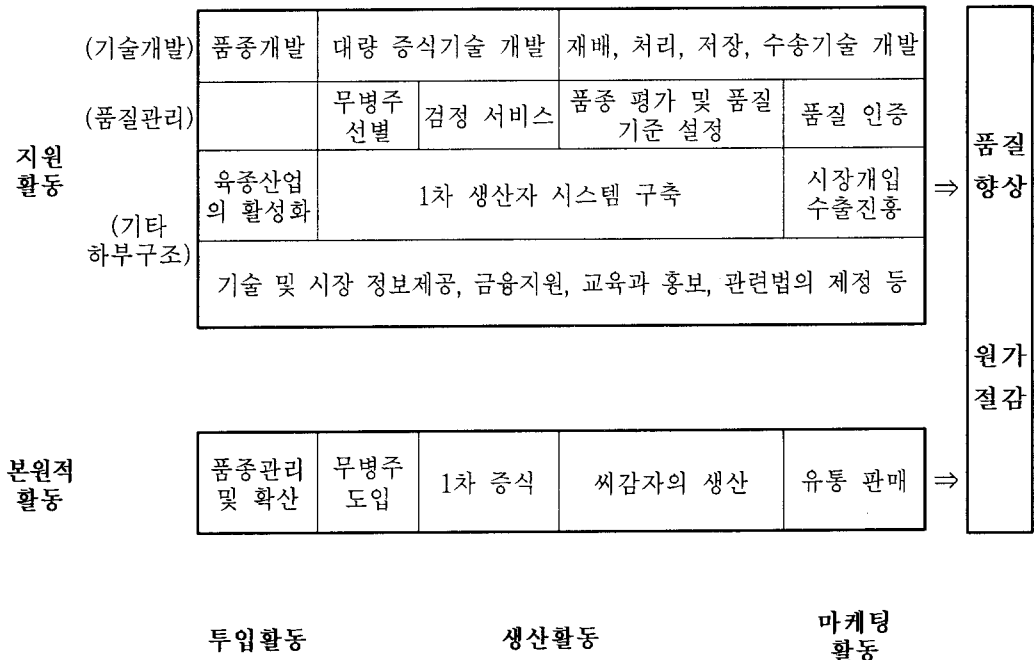 (기술개발) 품종개발 대량 증식기술 개발 재배, 처리, 저장, 수송기술 개발
(품질관리) 무병주 선별 검정 서비스 품종 평가 및 품질 기준 설정 품질 인증
지원 활동
(기타 하부구조) 육종산업의 활성화 1차 생산자 시스템 구축 시장개입 수출진흥 ⇒
기술 및 시장 정보제공, 금융지원, 교육과 홍보, 관련법의 제정 등
품질 향상
원가 절감
본원적 활동
품종관리 및 확산 무병주 도입 1차 증식 씨감자의 생산 유통 판매 ⇒
투입활동 생산활동 마케팅 활동